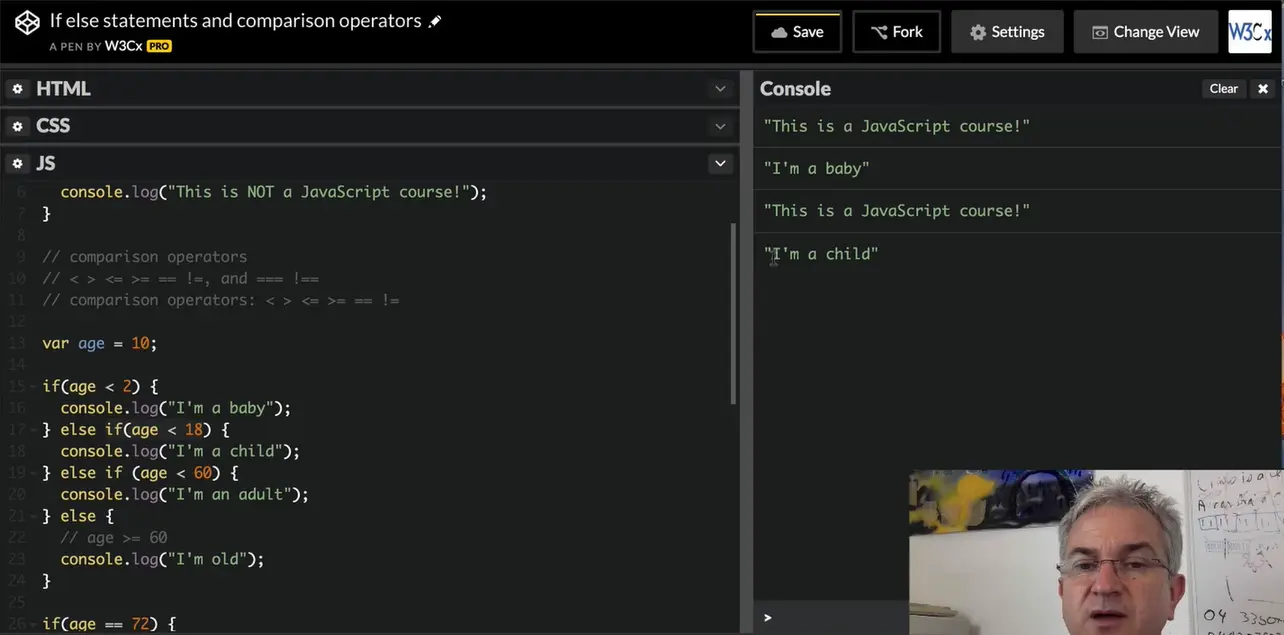 If else statements and comparison operators
A PEN BY W3Cx PRO
Save
Fork
Settings
Change View
W3Cx
HTML
CSS
JS
6 console.log("This is NOT a JavaScript course!");
7 }
8
9 // comparison operators
10 // < > <= >= == !=, and === !==
11 // comparison operators: < > <= >= == !=
12
13 var age = 10;
14
15 if(age < 2) {
16 console.log("I'm a baby");
17 } else if(age < 18) {
18 console.log("I'm a child");
19 } else if (age < 60) {
20 console.log("I'm an adult");
21 } else {
22 // age >= 60
23 console.log("I'm old");
24 }
25
26 if(age == 72) {
Console
Clear
"This is a JavaScript course!"
"I'm a baby"
"This is a JavaScript course!"
"I'm a child"
>